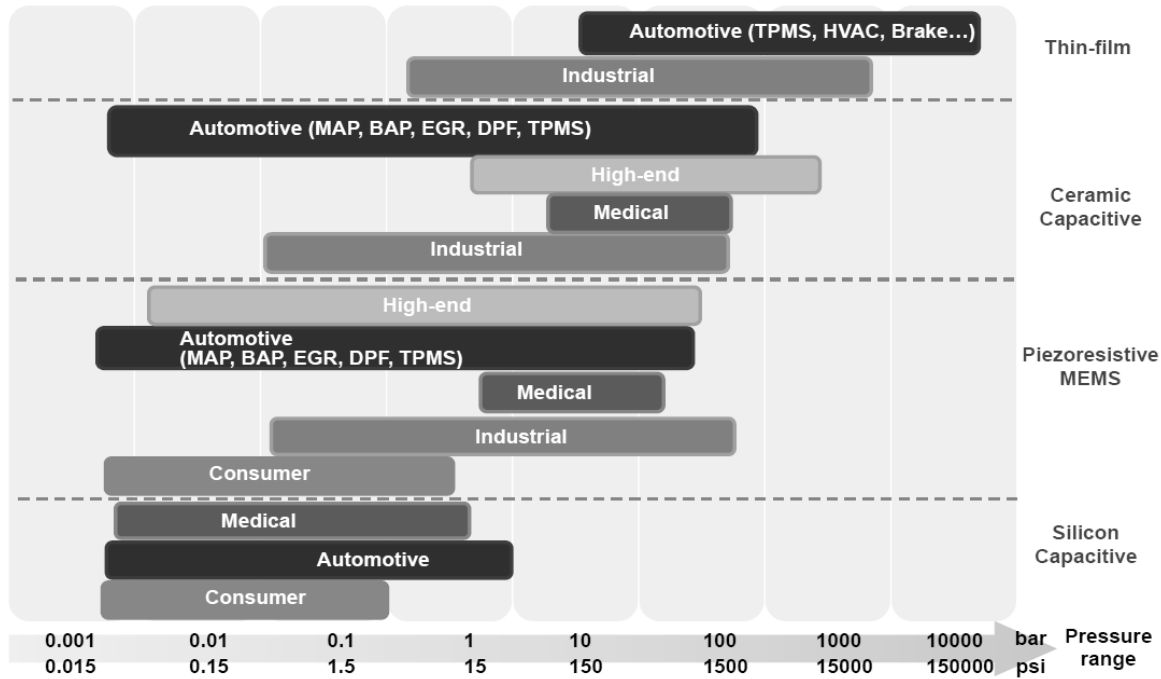 Automotive (TPMS, HVAC, Brake…)
Thin-film
Industrial
Automotive (MAP, BAP, EGR, DPF, TPMS)
High-end
Ceramic
Capacitive
Medical
Industrial
High-end
Automotive
(MAP, BAP, EGR, DPF, TPMS)
Piezoresistive
MEMS
Medical
Industrial
Consumer
Medical
Silicon
Capacitive
Automotive
Consumer
0.001 0.01 0.1 1 10 100 1000 10000 bar
0.015 0.15 1.5 15 150 1500 15000 150000 psi
Pressure
range